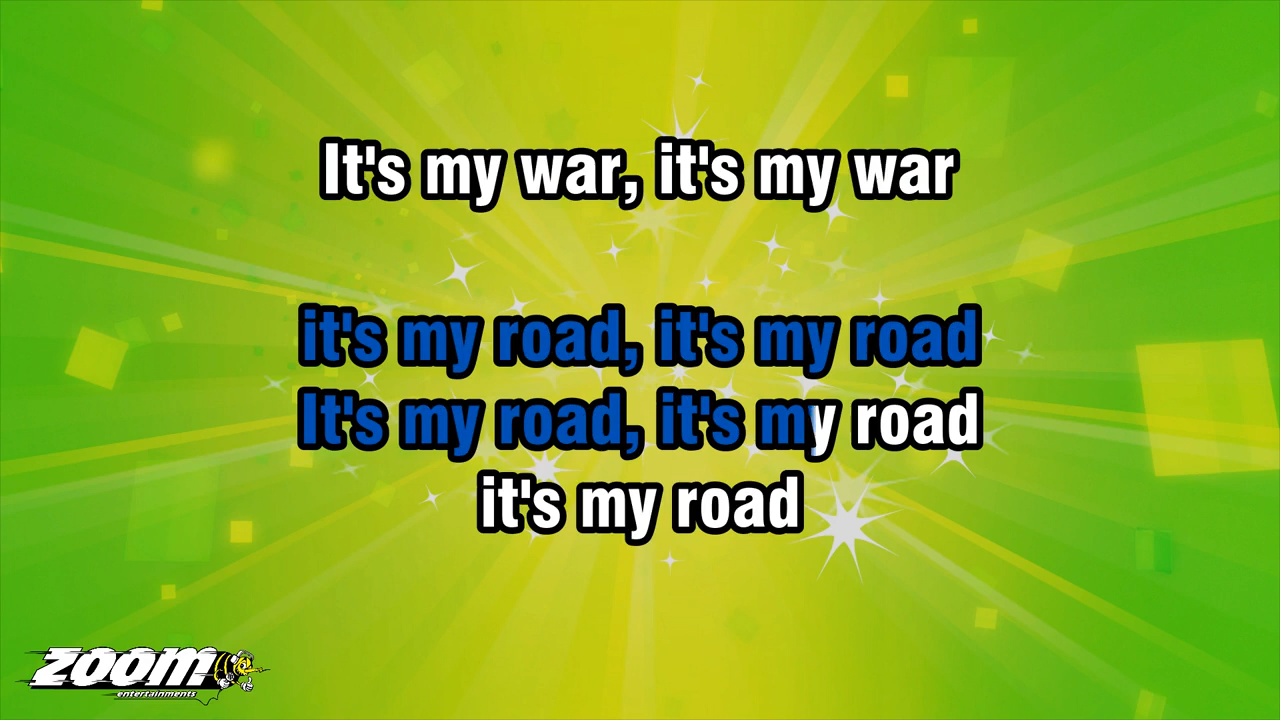 It's my war, it's my war
it's my road, it's my road
It's my road, it's my road
it's my road
zoom
entertainments